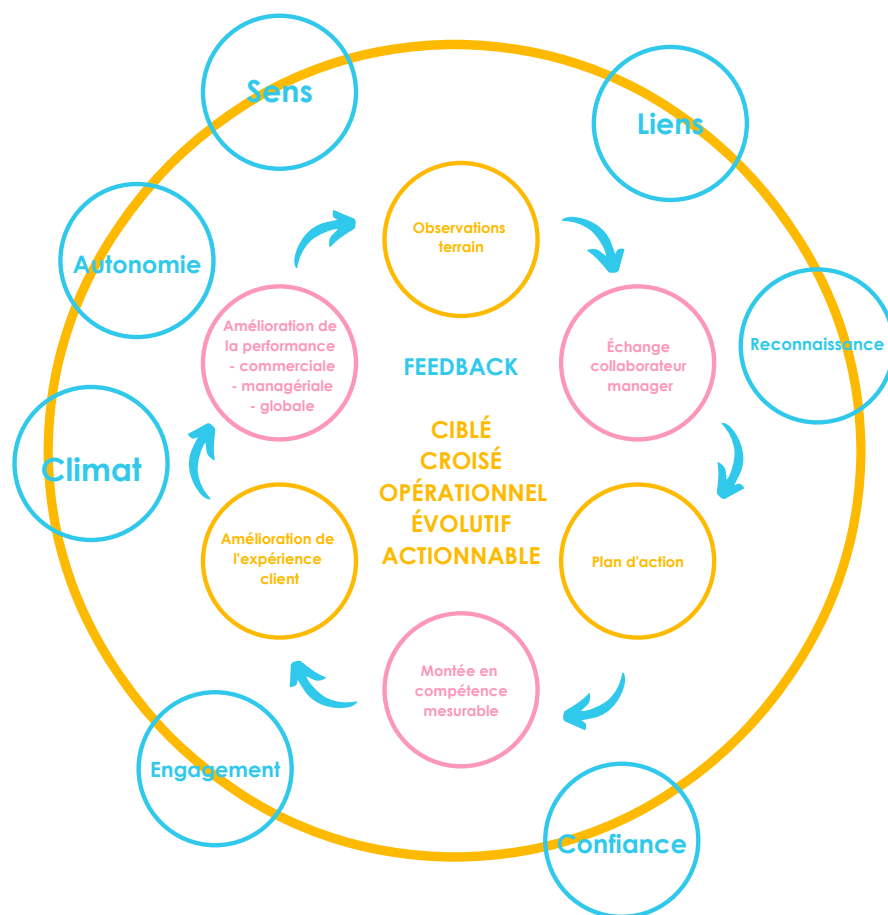 Sens
Liens
Autonomie
Observations
terrain
Amélioration de
la performance
- commerciale
- managériale
- globale
FEEDBACK
Échange
collaborateur
manager
Reconnaissance
CIBLÉ
CROISÉ
OPÉRATIONNEL
ÉVOLUTIF
ACTIONNABLE
Climat
Amélioration de
l'expérience
client
Plan d'action
Montée en
compétence
mesurable
Engagement
Confiance